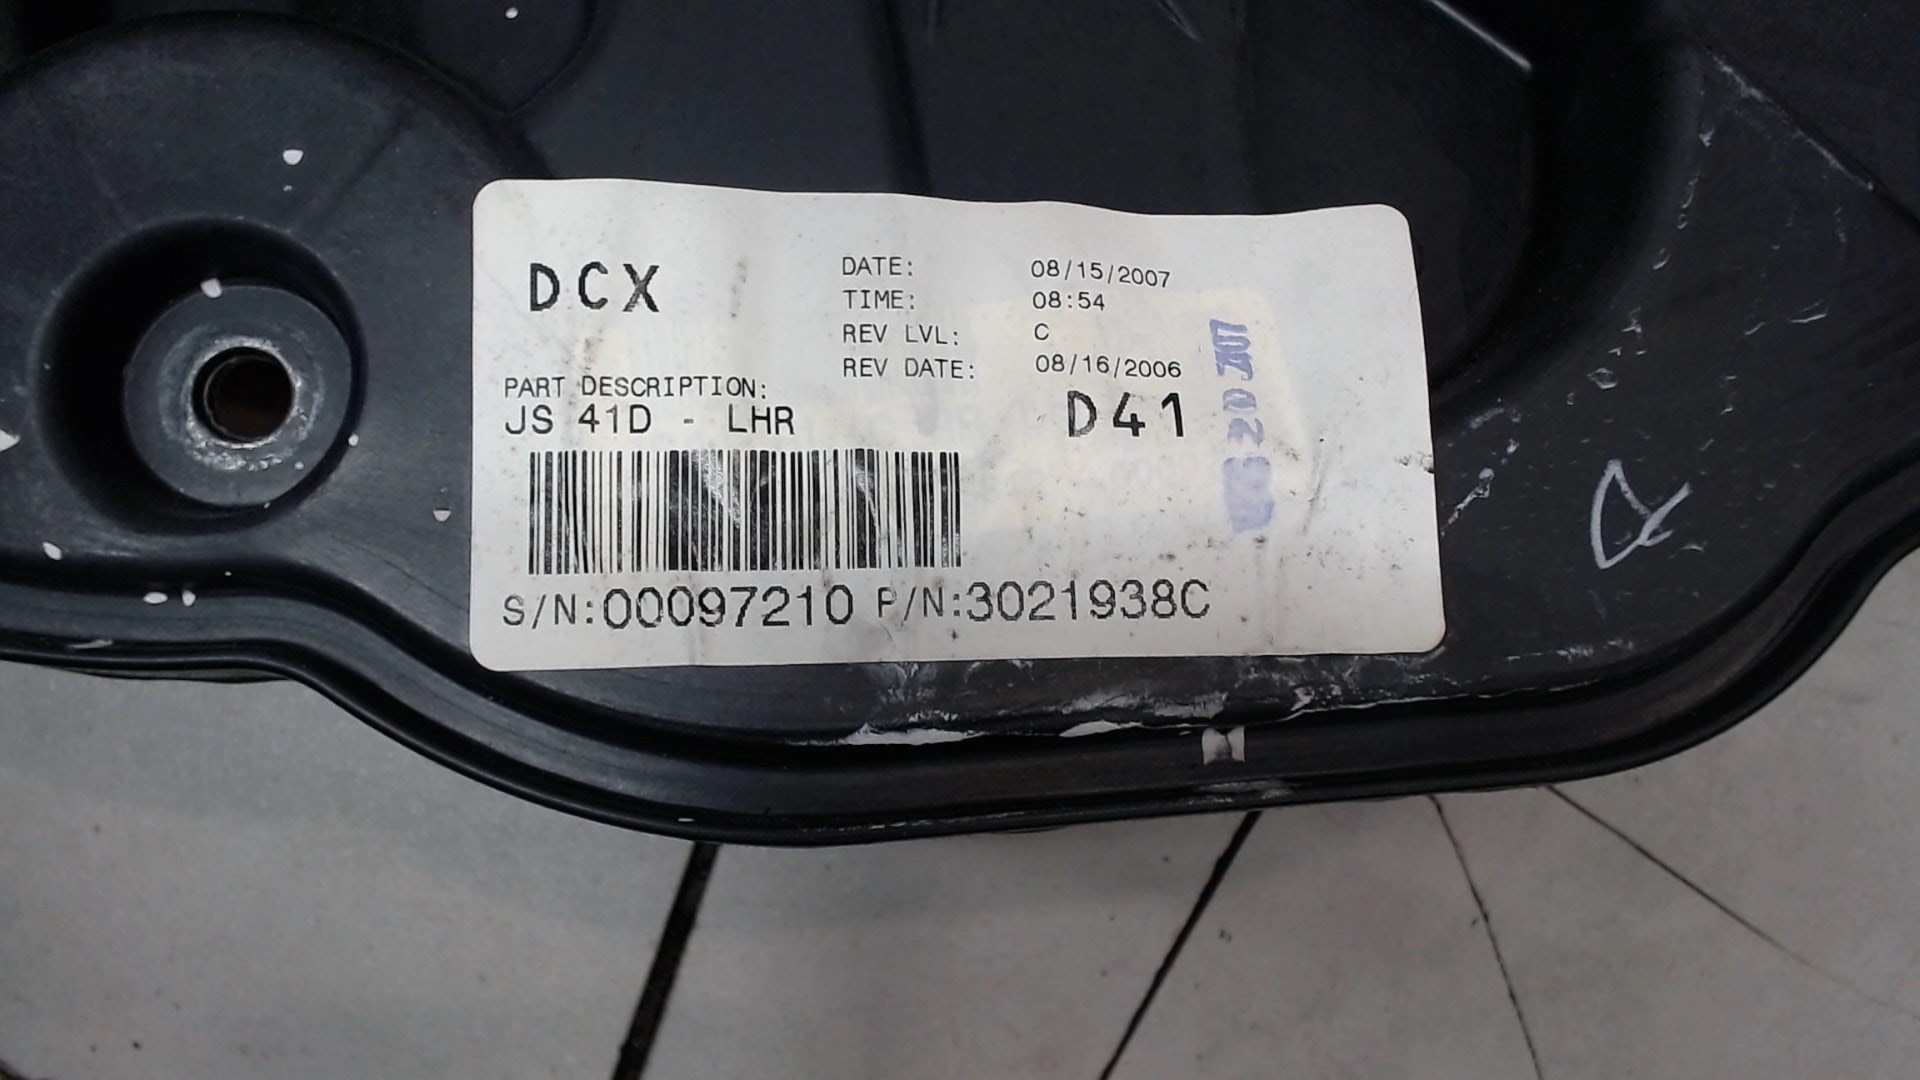 DCX
DATE: 08/15/2007
TIME: 08:54
REV LVL: C
REV DATE: 08/16/2006
PART DESCRIPTION:
JS 41D - LHR
D41
S/N:00097210 P/N:3021938C